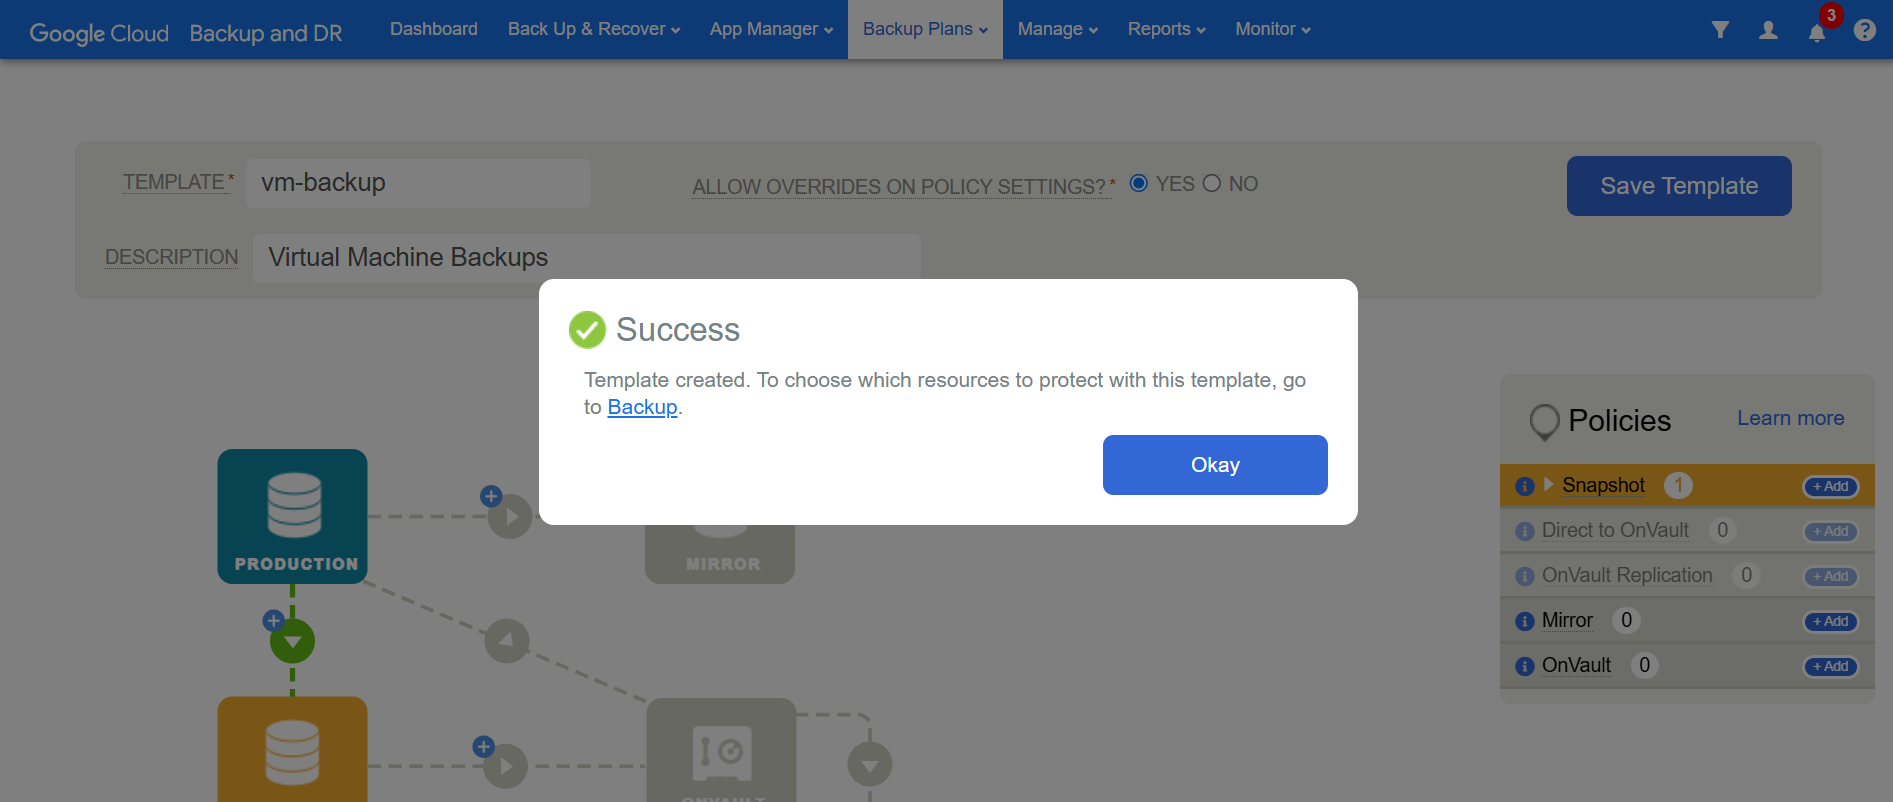 Google Cloud Backup and DR Dashboard Back Up & Recover App Manager Backup Plans Manage Reports Monitor 3
TEMPLATE* vm-backup
ALLOW OVERRIDES ON POLICY SETTINGS?* YES NO
Save Template
DESCRIPTION Virtual Machine Backups
Success
Template created. To choose which resources to protect with this template, go
to Backup.
Okay
PRODUCTION
MIRROR
ONVAULT
Policies Learn more
Snapshot 1 + Add
Direct to OnVault 0 + Add
OnVault Replication 0 + Add
Mirror 0 + Add
OnVault 0 + Add